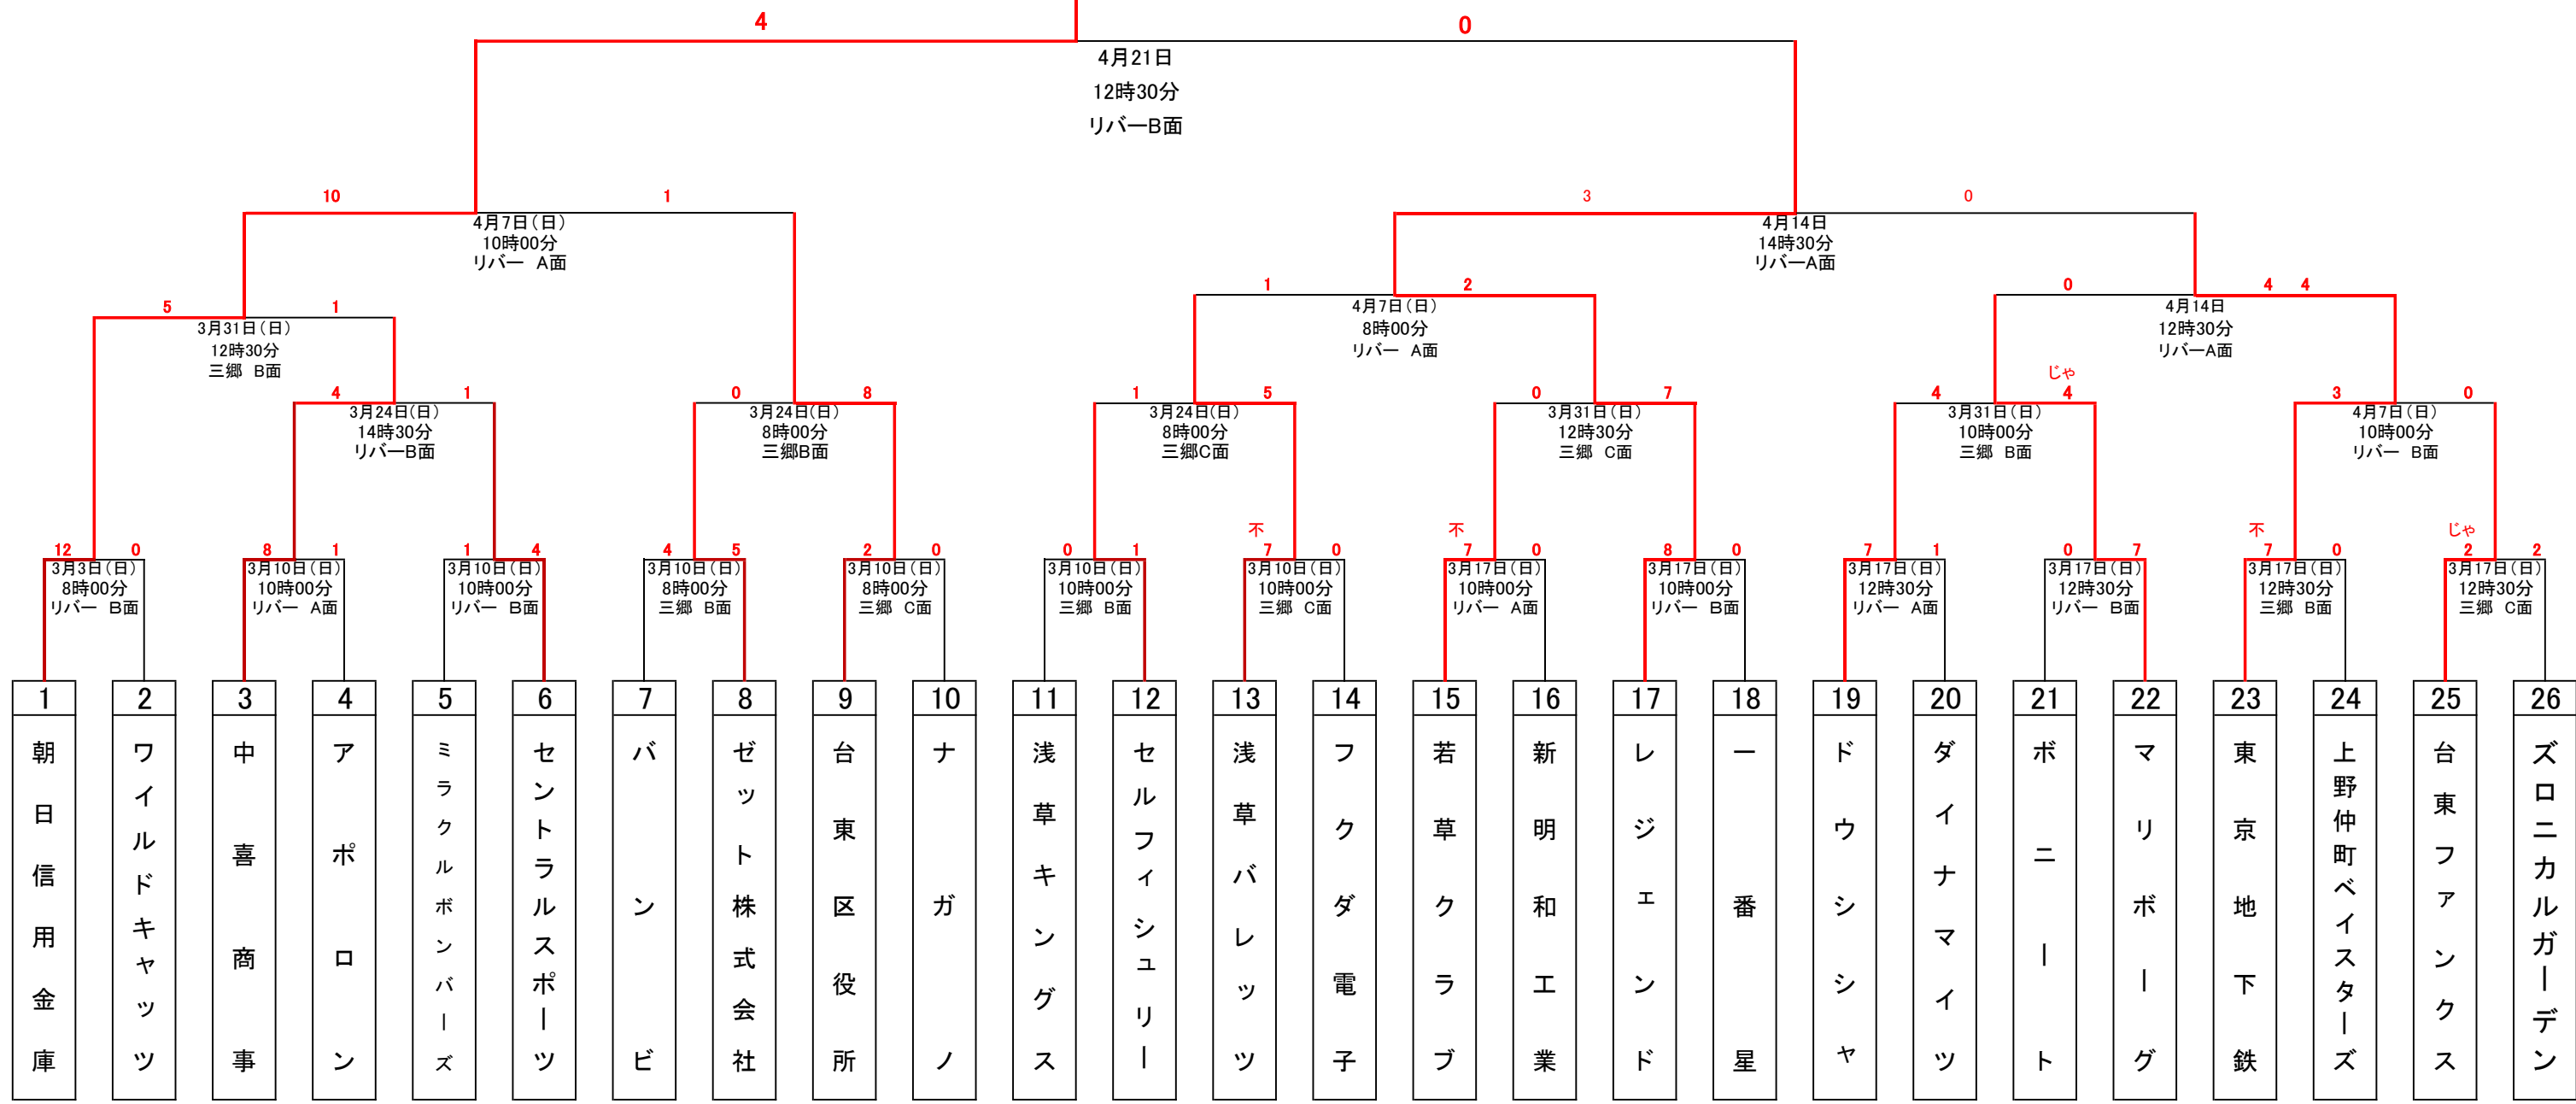 4 0
4月21日
12時30分
リバーB面
10 1
3 0
4月7日(日)
10時00分
リバー A面
4月14日
14時30分
リバーA面
5 1
1 2
0 4 4
3月31日(日)
12時30分
三郷 B面
4月7日(日)
8時00分
リバー A面
4月14日
12時30分
リバーA面
じゃ
4 1
0 8
1 5
0 7
4 4
3 0
3月24日(日)
14時30分
リバーB面
3月24日(日)
8時00分
三郷B面
3月24日(日)
8時00分
三郷C面
3月31日(日)
12時30分
三郷 C面
3月31日(日)
10時00分
三郷 B面
4月7日(日)
10時00分
リバー B面
不 不 不 じゃ
12 0
8 1
1 4
4 5
2 0
0 1
7 0
7 0
8 0
7 1
0 7
7 0
2 2
3月3日(日)
8時00分
リバー B面
3月10日(日)
10時00分
リバー A面
3月10日(日)
10時00分
リバー B面
3月10日(日)
8時00分
三郷 B面
3月10日(日)
8時00分
三郷 C面
3月10日(日)
10時00分
三郷 B面
3月10日(日)
10時00分
三郷 C面
3月17日(日)
10時00分
リバー A面
3月17日(日)
10時00分
リバー B面
3月17日(日)
12時30分
リバー A面
3月17日(日)
12時30分
リバー B面
3月17日(日)
12時30分
三郷 B面
3月17日(日)
12時30分
三郷 C面
1 2 3 4 5 6 7 8 9 10 11 12 13 14 15 16 17 18 19 20 21 22 23 24 25 26
朝日信用金庫
ワイルドキャッツ
中喜商事
アポロン
ミラクルボンバーズ
セントラルスポーツ
バンビ
ゼット株式会社
台東区役所
ナガノ
浅草キングス
セルフィシュリー
浅草バレッツ
フクダ電子
若草クラブ
新明和工業
レジェンド
一番星
ドウシシャ
ダイナマイツ
ボニート
マリボーグ
東京地下鉄
上野仲町ベイスターズ
台東ファンクス
ズロニカルガーデン